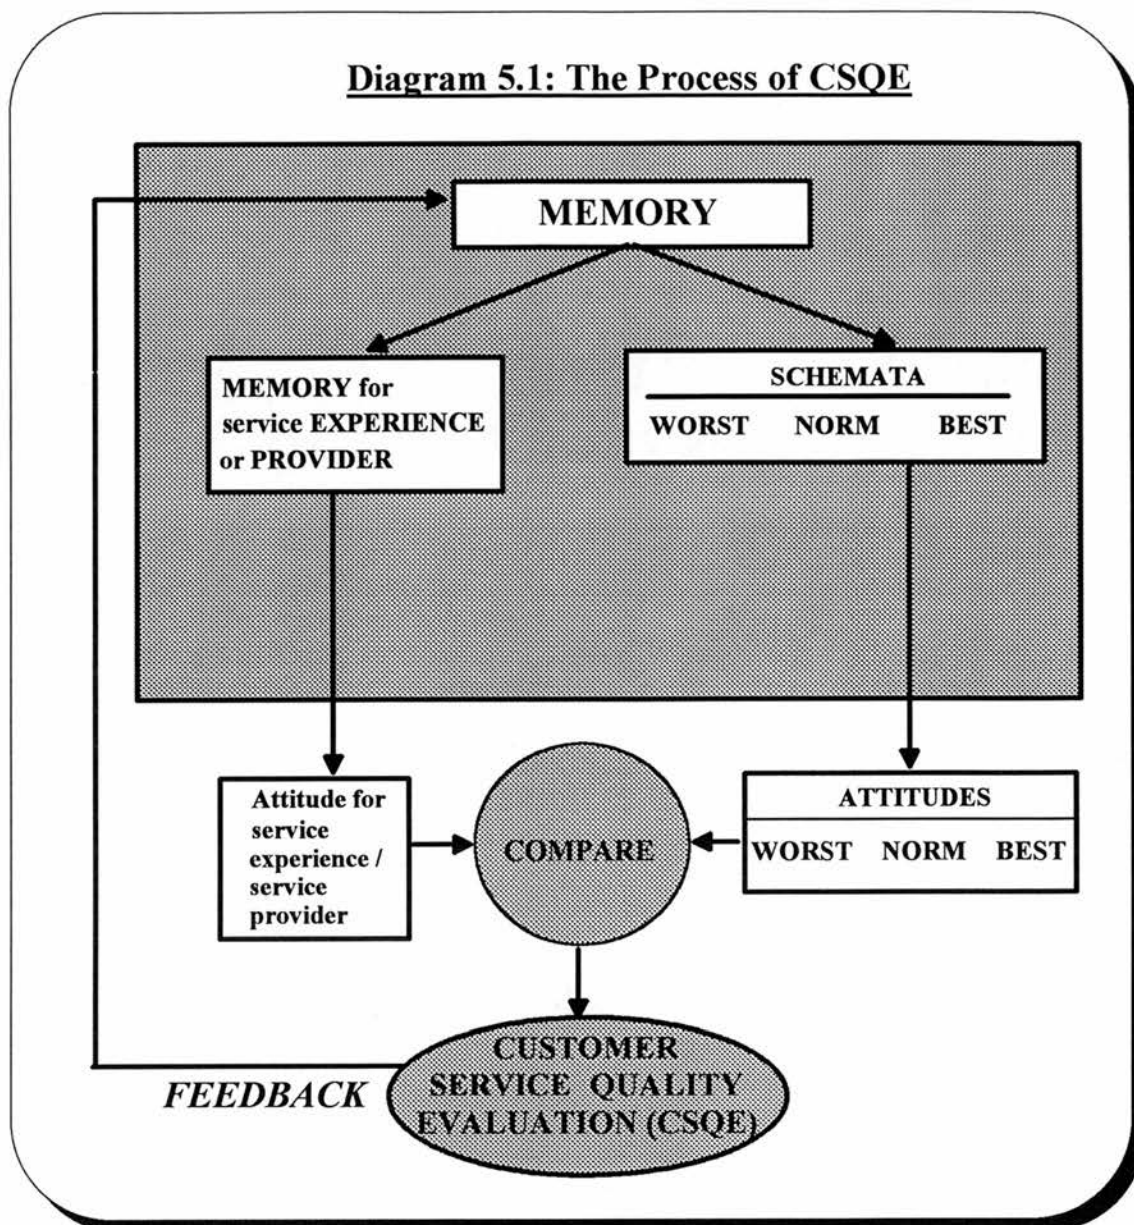 Diagram 5.1: The Process of CSQE
MEMORY
MEMORY for
service EXPERIENCE
or PROVIDER
SCHEMATA
WORST NORM BEST
Attitude for
service
experience /
service
provider
COMPARE
ATTITUDES
WORST NORM BEST
CUSTOMER
SERVICE QUALITY
EVALUATION (CSQE)
FEEDBACK